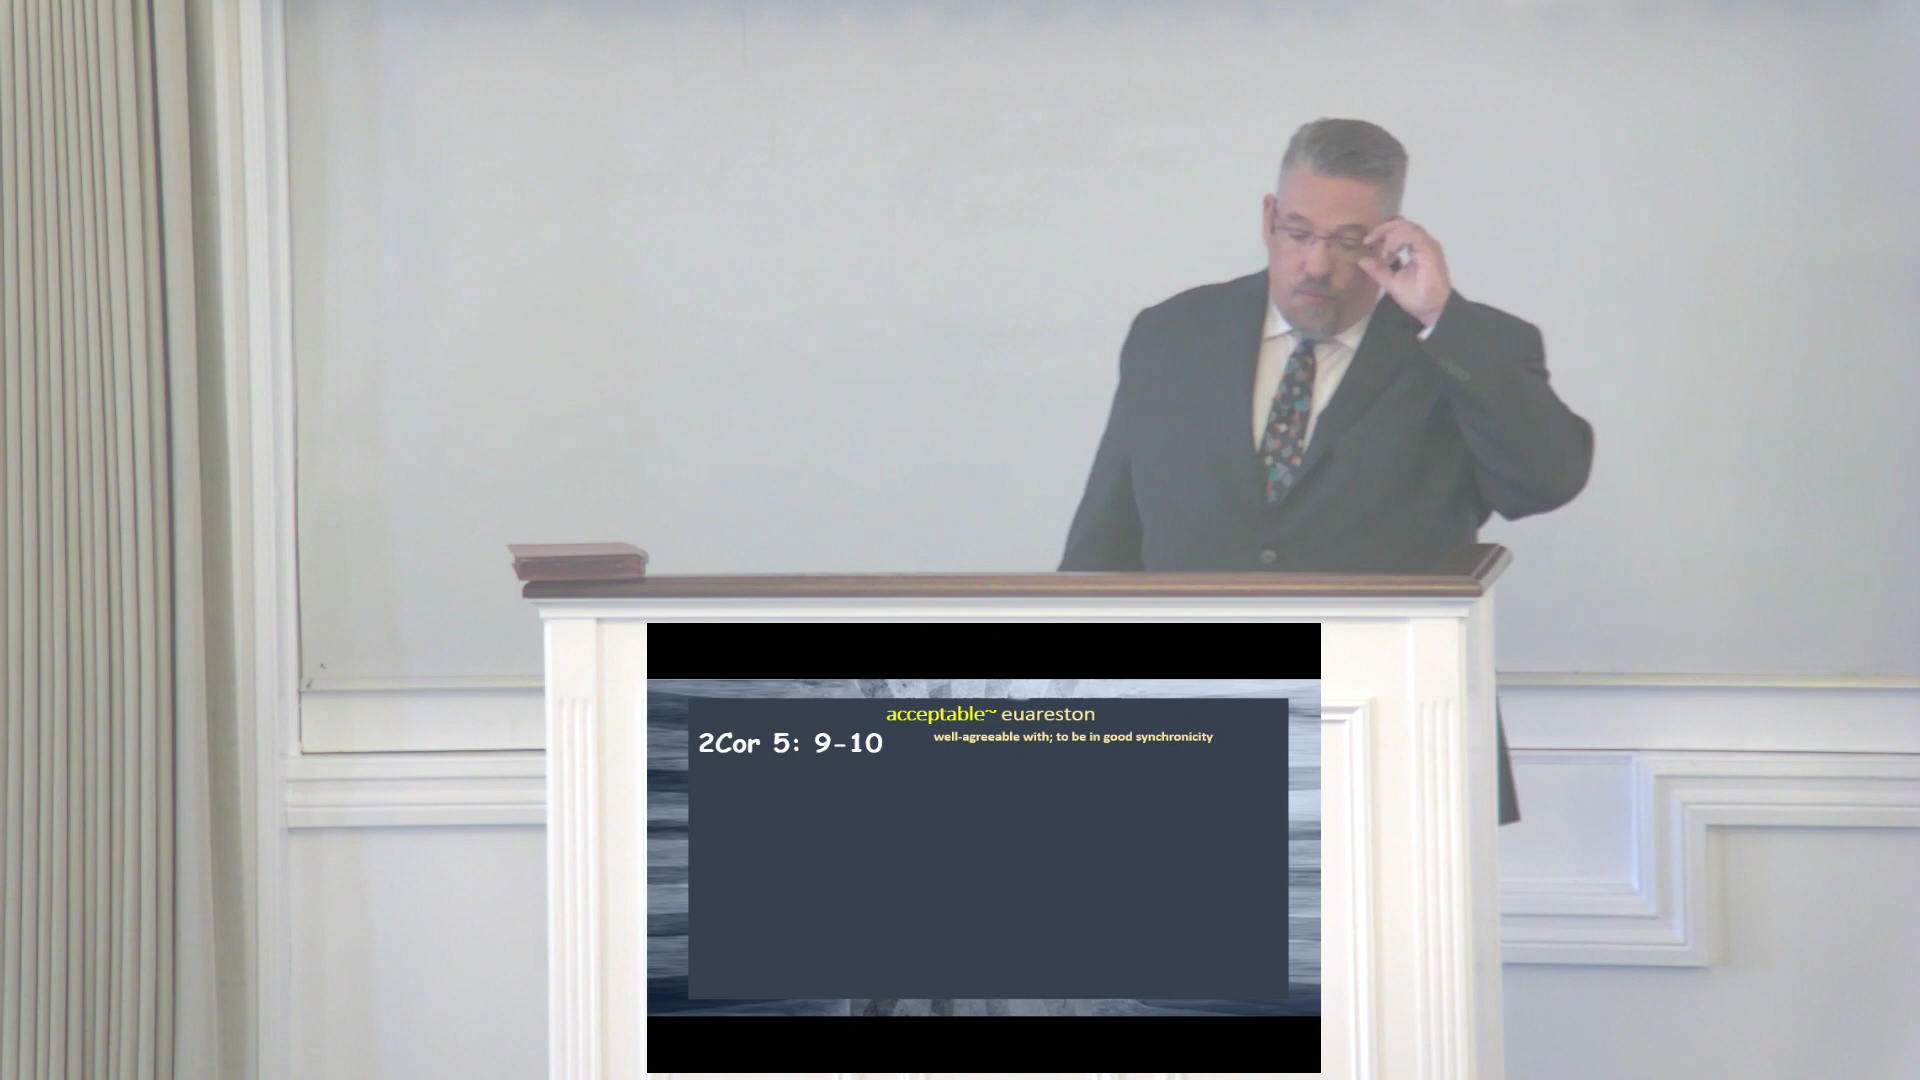 acceptable~ euareston
2Cor 5: 9-10
well-agreeable with; to be in good synchronicity